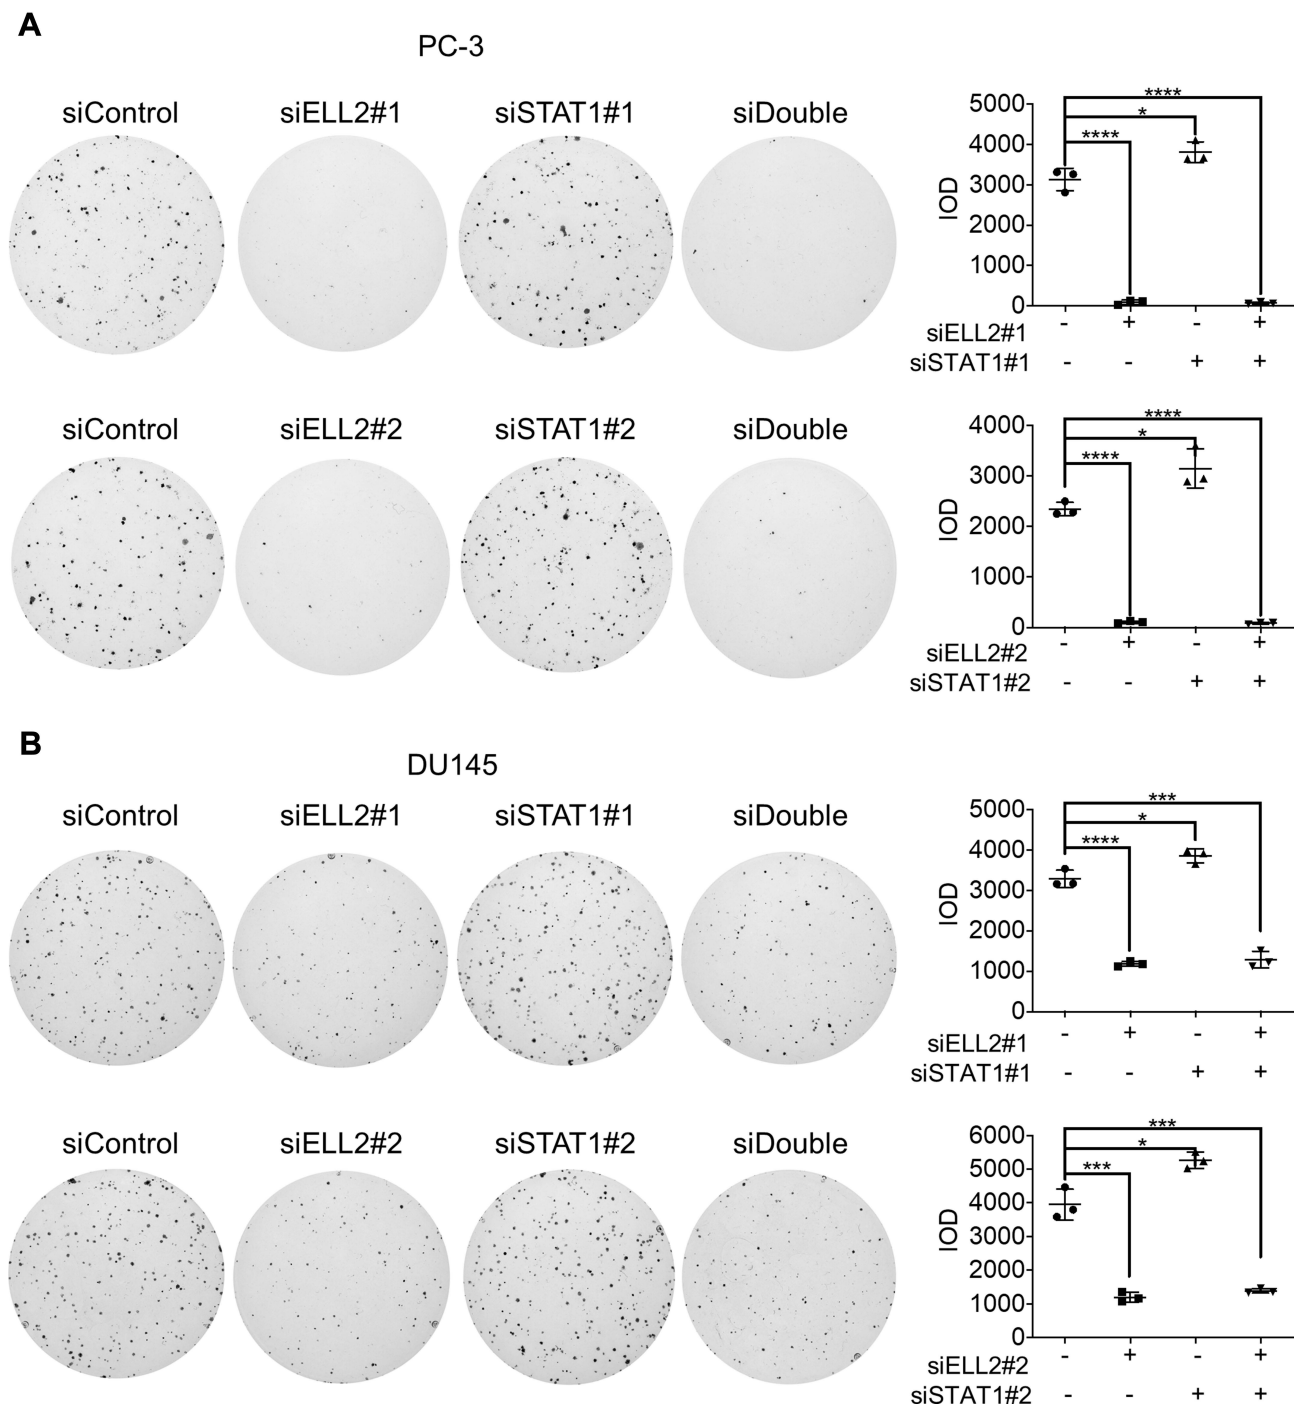 A
PC-3
siControl siELL2#1 siSTAT1#1 siDouble
****
*
****
5000
4000
3000
2000
1000
0
IOD
siELL2#1 - + - +
siSTAT1#1 - - + +
siControl siELL2#2 siSTAT1#2 siDouble
****
*
****
4000
3000
2000
1000
0
IOD
siELL2#2 - + - +
siSTAT1#2 - - + +
B
DU145
siControl siELL2#1 siSTAT1#1 siDouble
***
*
****
5000
4000
3000
2000
1000
0
IOD
siELL2#1 - + - +
siSTAT1#1 - - + +
siControl siELL2#2 siSTAT1#2 siDouble
***
*
***
6000
5000
4000
3000
2000
1000
0
IOD
siELL2#2 - + - +
siSTAT1#2 - - + +